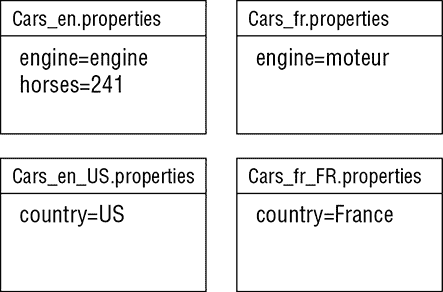 Cars_en.properties
engine=engine
horses=241
Cars_fr.properties
engine=moteur
Cars_en_US.properties
country=US
Cars_fr_FR.properties
country=France